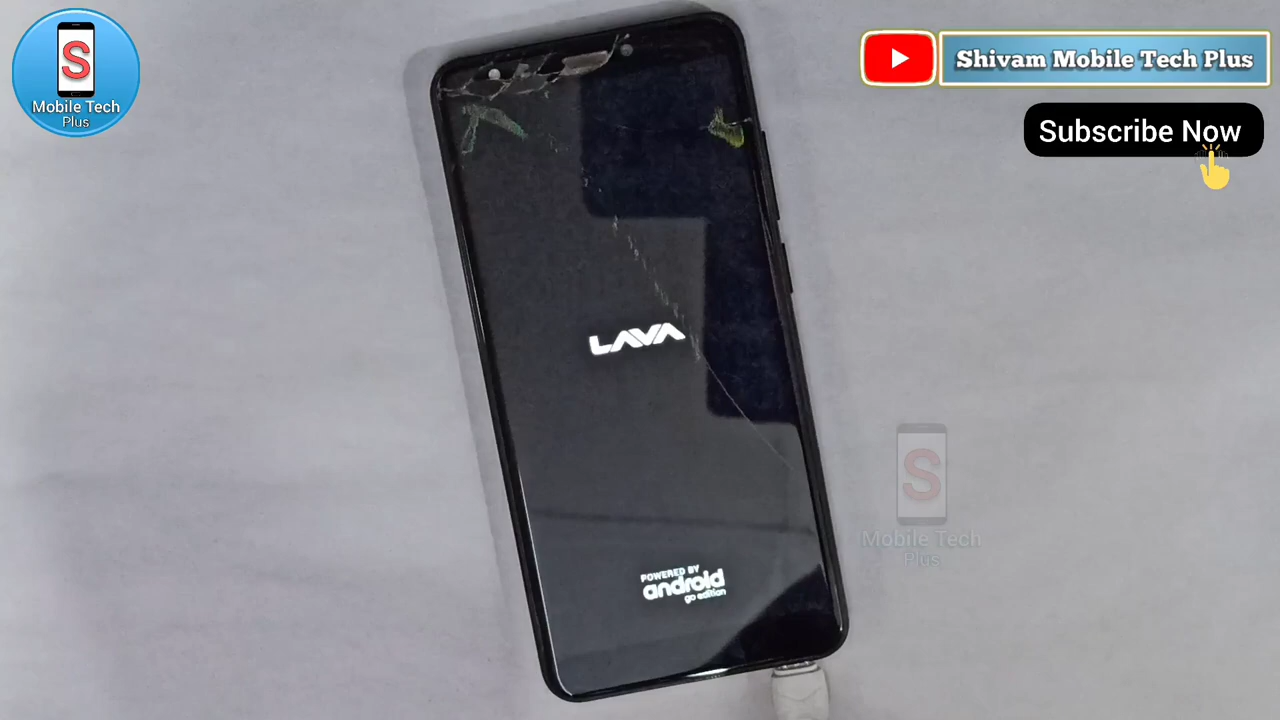 S
Mobile Tech
Plus
Shivam Mobile Tech Plus
Subscribe Now
LAVA
POWERED BY
android
go edition
S
Mobile Tech
Plus